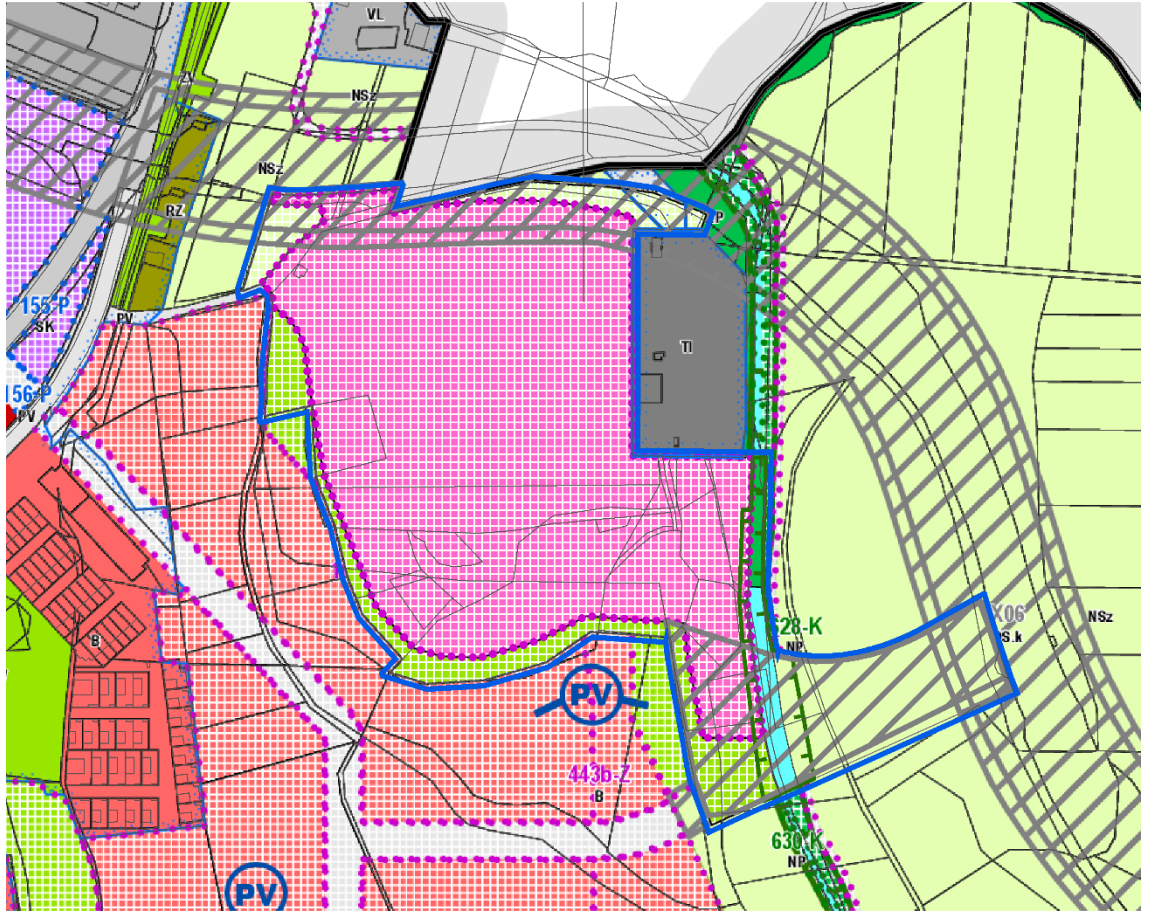 VL
NSz
NSz
RZ
P
155-P
SK
PV
TI
156-P
PV
X06
S.k
NSz
628-K
NP
B
PV
443b-Z
B
630-K
NP
PV